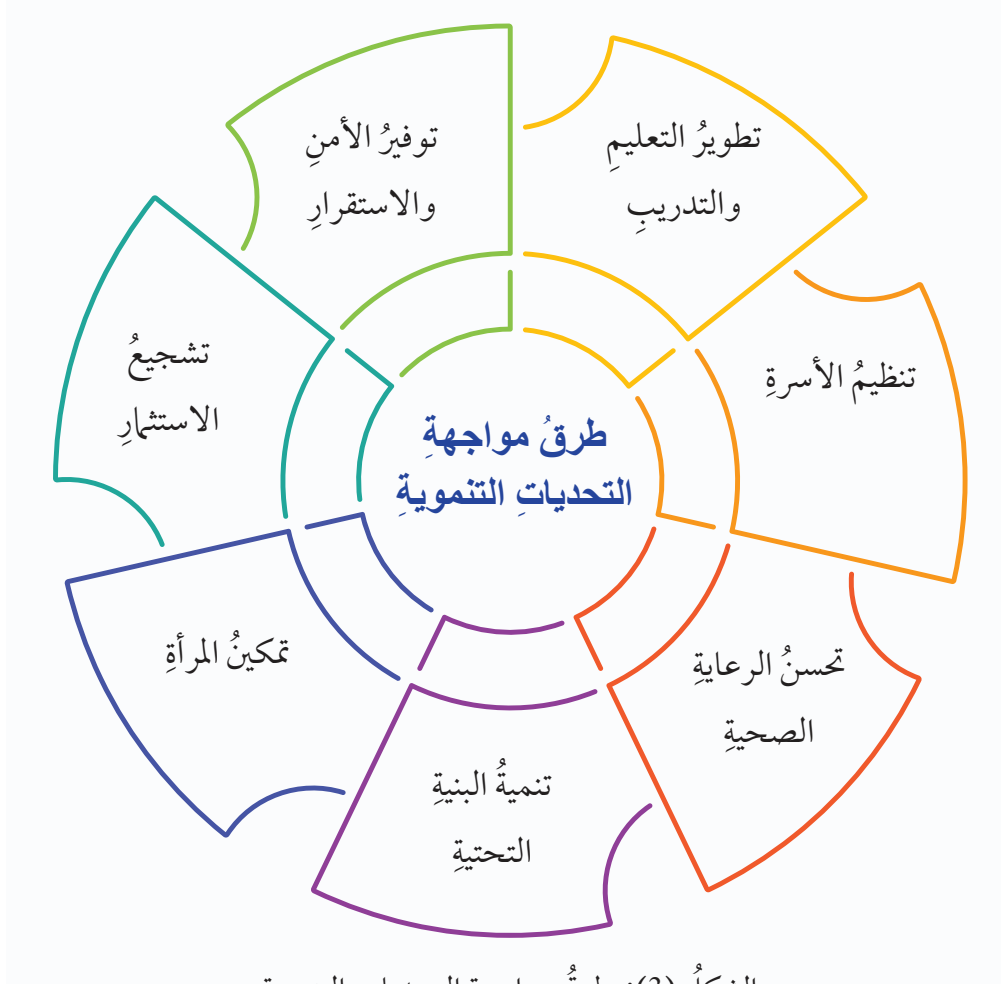 طرقُ مواجهةِ
التحدياتِ التنمويةِ
تطويرُ التعليمِ
والتدريبِ
تنظيمُ الأسرةِ
تحسنُ الرعايةِ
الصحيةِ
تنميةُ البنيةِ
التحتيةِ
تمكينُ المرأةِ
تشجيعُ
الاستثمارِ
توفيرُ الأمنِ
والاستقرارِ